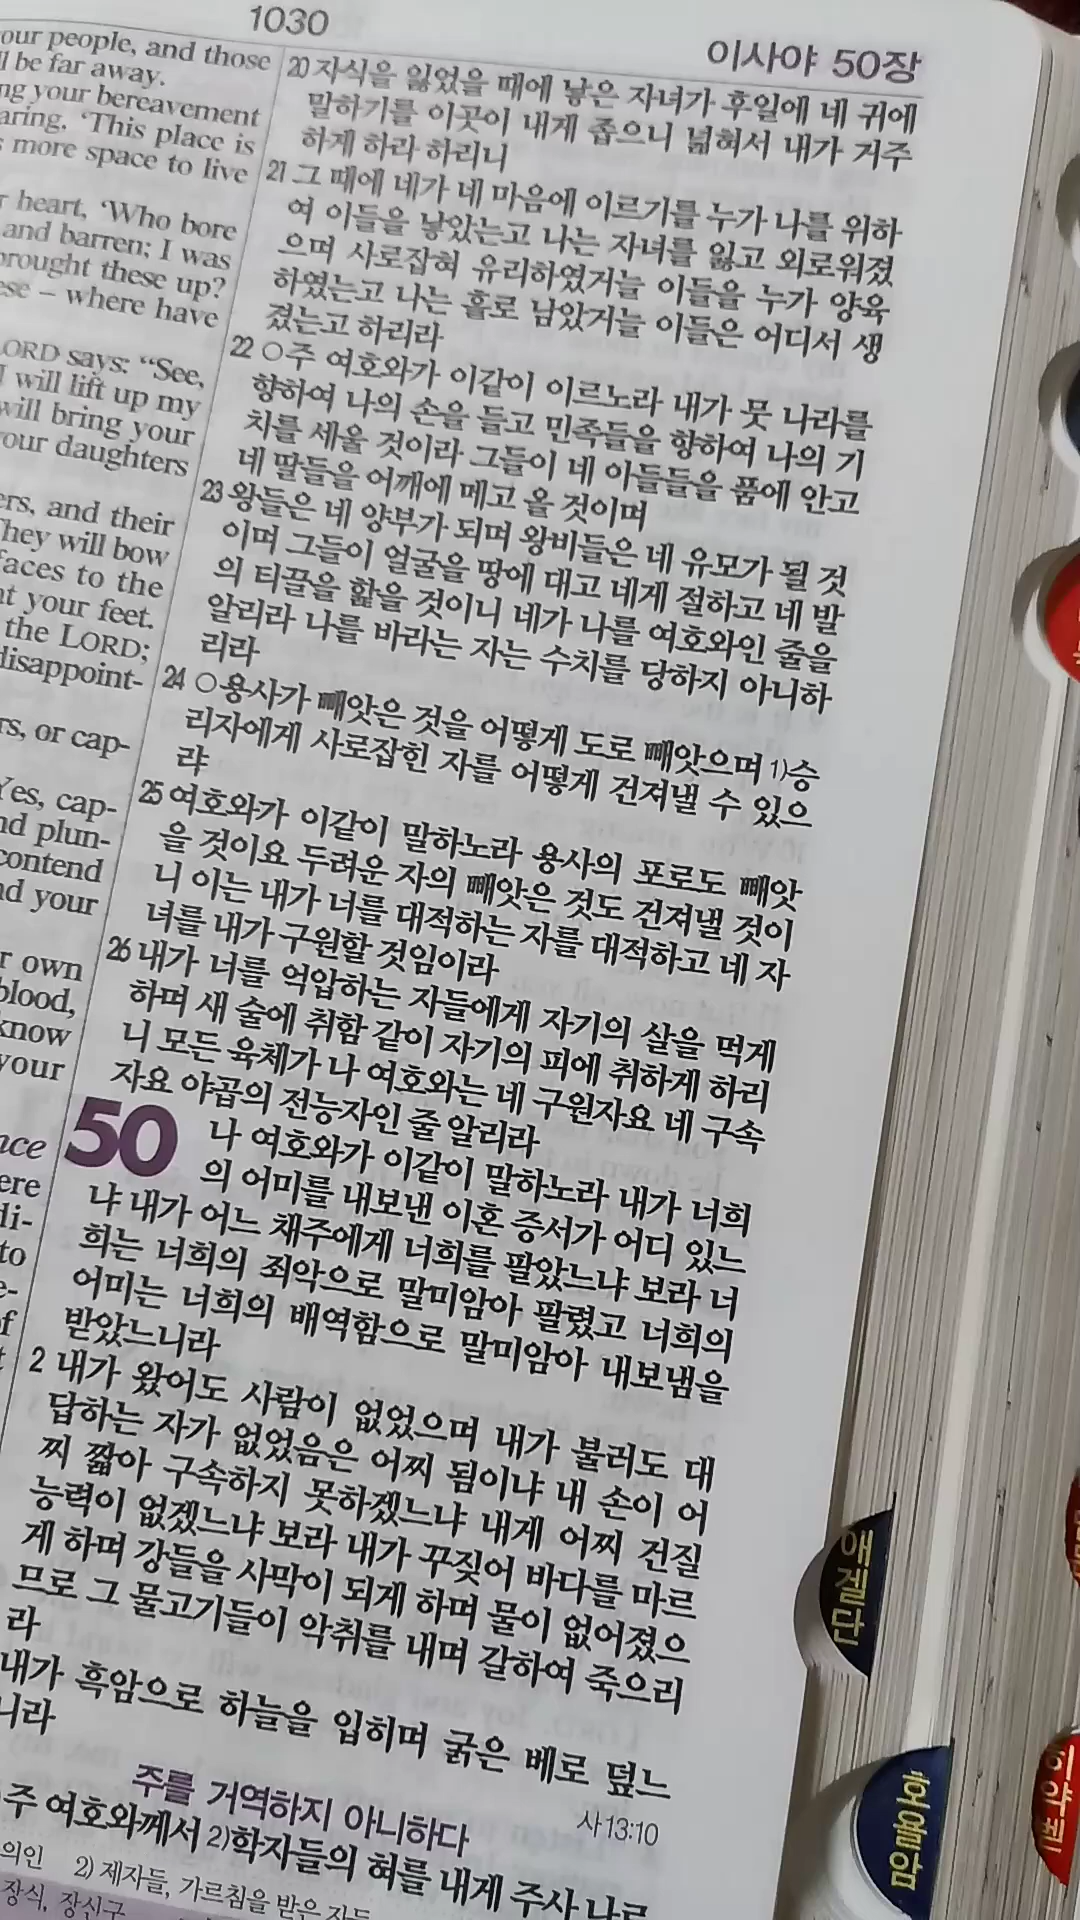 1030
이사야 50장
our people, and those
be far away.
your bereavement
'This place is
more space to live
heart, 'Who bore
and barren; I was
brought these up?
– where have
LORD says: "See,
I will lift up my
will bring your
your daughters
and their
They will bow
faces to the
at your feet.
the LORD;
disappoint-
or cap-
Yes, cap-
plun-
contend
your
own
blood,
know
your
ere
di-
to
of
20 자식을 잃었을 때에 낳은 자녀가 후일에 네 귀에
말하기를 이곳이 내게 좁으니 넓혀서 내가 거주
하게 하라 하리니
21 그 때에 네가 네 마음에 이르기를 누가 나를 위하
여 이들을 낳았는고 나는 자녀를 잃고 외로워졌
으며 사로잡혀 유리하였거늘 이들을 누가 양육
하였는고 나는 홀로 남았거늘 이들은 어디서 생
겼는고 하리라
22 ○주 여호와가 이같이 이르노라 내가 뭇 나라를
향하여 나의 손을 들고 민족들을 향하여 나의 기
치를 세울 것이라 그들이 네 아들들을 품에 안고
네 딸들을 어깨에 메고 올 것이며
23 왕들은 네 양부가 되며 왕비들은 네 유모가 될 것
이며 그들이 얼굴을 땅에 대고 네게 절하고 네 발
의 티끌을 핥을 것이니 네가 나를 여호와인 줄을
알리라 나를 바라는 자는 수치를 당하지 아니하
리라
24 ○용사가 빼앗은 것을 어떻게 도로 빼앗으며 1)승
리자에게 사로잡힌 자를 어떻게 건져낼 수 있으
랴
25 여호와가 이같이 말하노라 용사의 포로도 빼앗
을 것이요 두려운 자의 빼앗은 것도 건져낼 것이
니 이는 내가 너를 대적하는 자를 대적하고 네 자
녀를 내가 구원할 것임이라
26 내가 너를 억압하는 자들에게 자기의 살을 먹게
하며 새 술에 취함 같이 자기의 피에 취하게 하리
니 모든 육체가 나 여호와는 네 구원자요 네 구속
자요 야곱의 전능자인 줄 알리라
50 나 여호와가 이같이 말하노라 내가 너희
의 어미를 내보낸 이혼 증서가 어디 있느
냐 내가 어느 채주에게 너희를 팔았느냐 보라 너
희는 너희의 죄악으로 말미암아 팔렸고 너희의
어미는 너희의 배역함으로 말미암아 내보냄을
받았느니라
2 내가 왔어도 사람이 없었으며 내가 불러도 대
답하는 자가 없었음은 어찌 됨이냐 내 손이 어
찌 짧아 구속하지 못하겠느냐 내게 어찌 건질
능력이 없겠느냐 보라 내가 꾸짖어 바다를 마르
게 하며 강들을 사막이 되게 하며 물이 없어졌으
므로 그 물고기들이 악취를 내며 갈하여 죽으리
라
내가 흑암으로 하늘을 입히며 굵은 베로 덮느
니라
주를 거역하지 아니하다
사 13:10
주 여호와께서 2)학자들의 혀를 내게 주사 나로
의인 2) 제자들, 가르침을 받은 자들
장식, 장신구
애겔단
호욜암